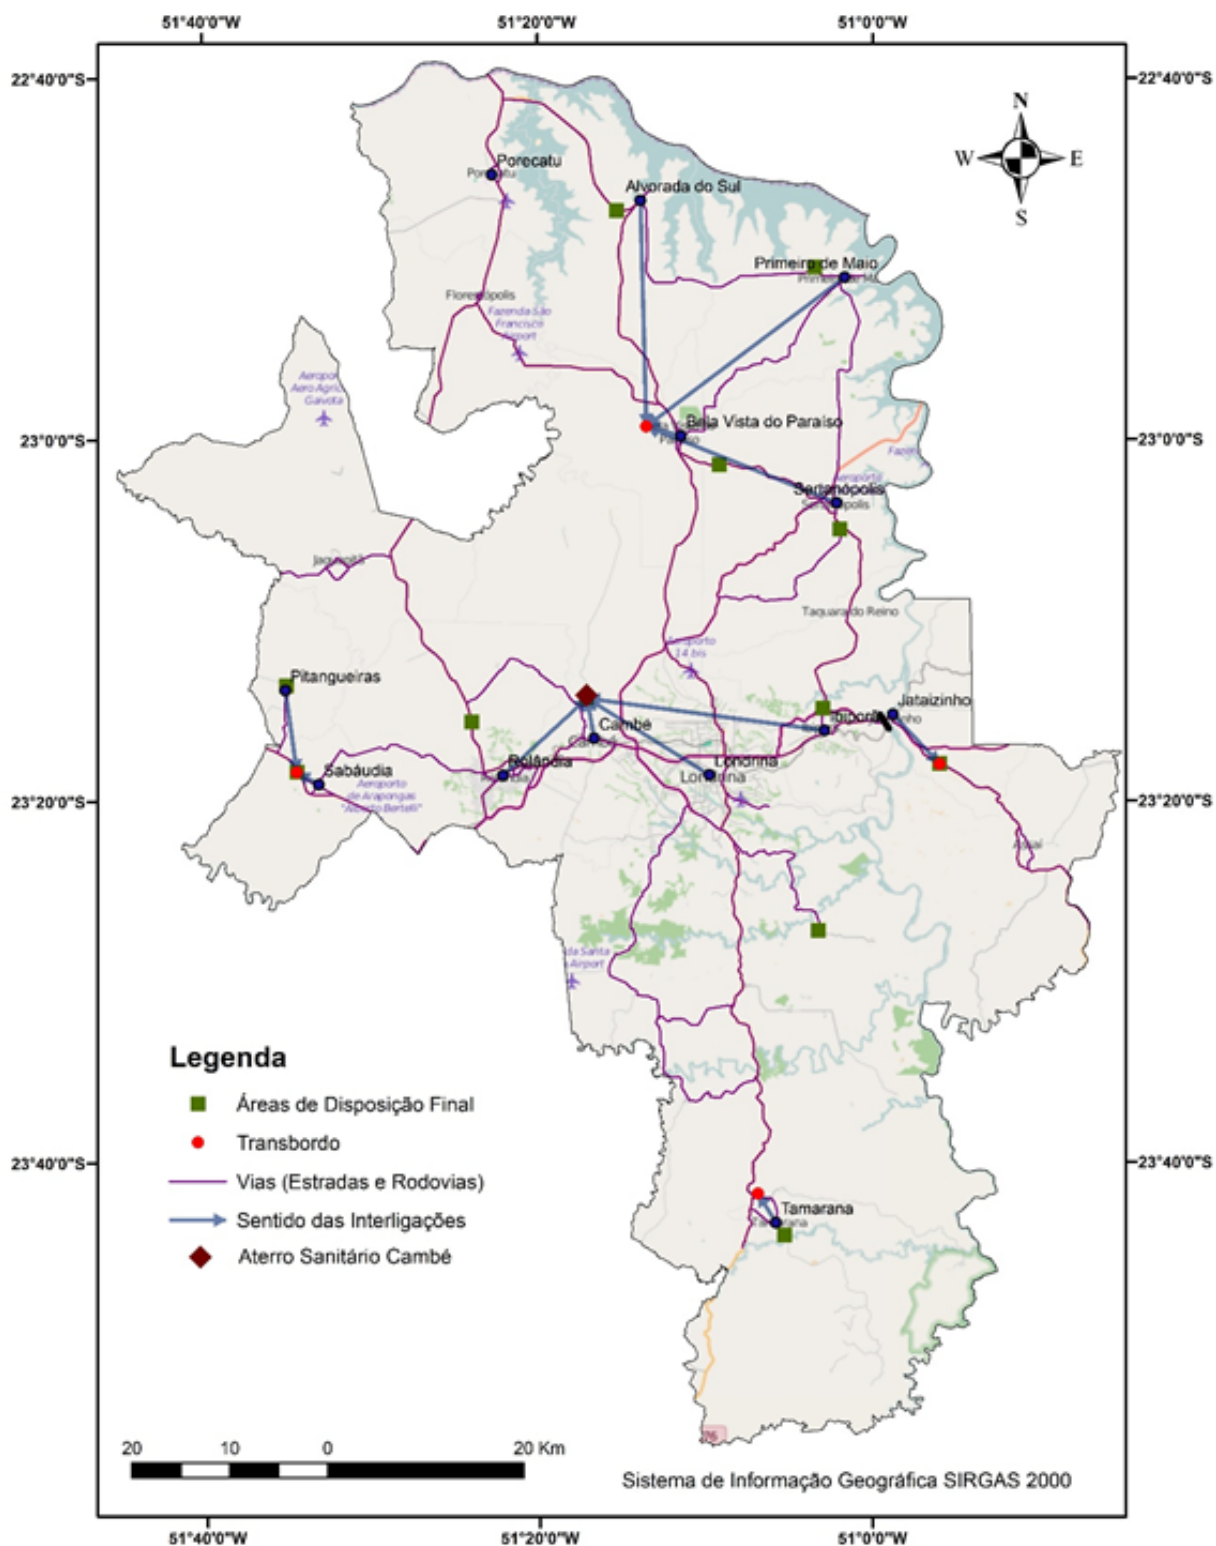 51°40'0"W
51°20'0"W
51°0'0"W
22°40'0"S
22°40'0"S
N
W
E
S
Porecatu
Alvorada do Sul
Primeiro de Maio
Florestópolis
Fazenda São
Francisco
Airport
Aero Agrí
Gaivota
Bela Vista do Paraíso
23°0'0"S
23°0'0"S
Sertanópolis
Jaguapitã
Taquara do Reino
Aeroporto
14 bis
Pitangueiras
Jataizinho
Cambé
Ibiporã
Rolândia
Londrina
Londrina
Sabáudia
Aeroporto
de Arapongas
"Alberto Bertelli"
23°20'0"S
23°20'0"S
Assaí
da Santa
Airport
Legenda
Áreas de Disposição Final
Transbordo
Vias (Estradas e Rodovias)
Sentido das Interligações
Aterro Sanitário Cambé
23°40'0"S
23°40'0"S
Tamarana
20
10
0
20 Km
Sistema de Informação Geográfica SIRGAS 2000
51°40'0"W
51°20'0"W
51°0'0"W